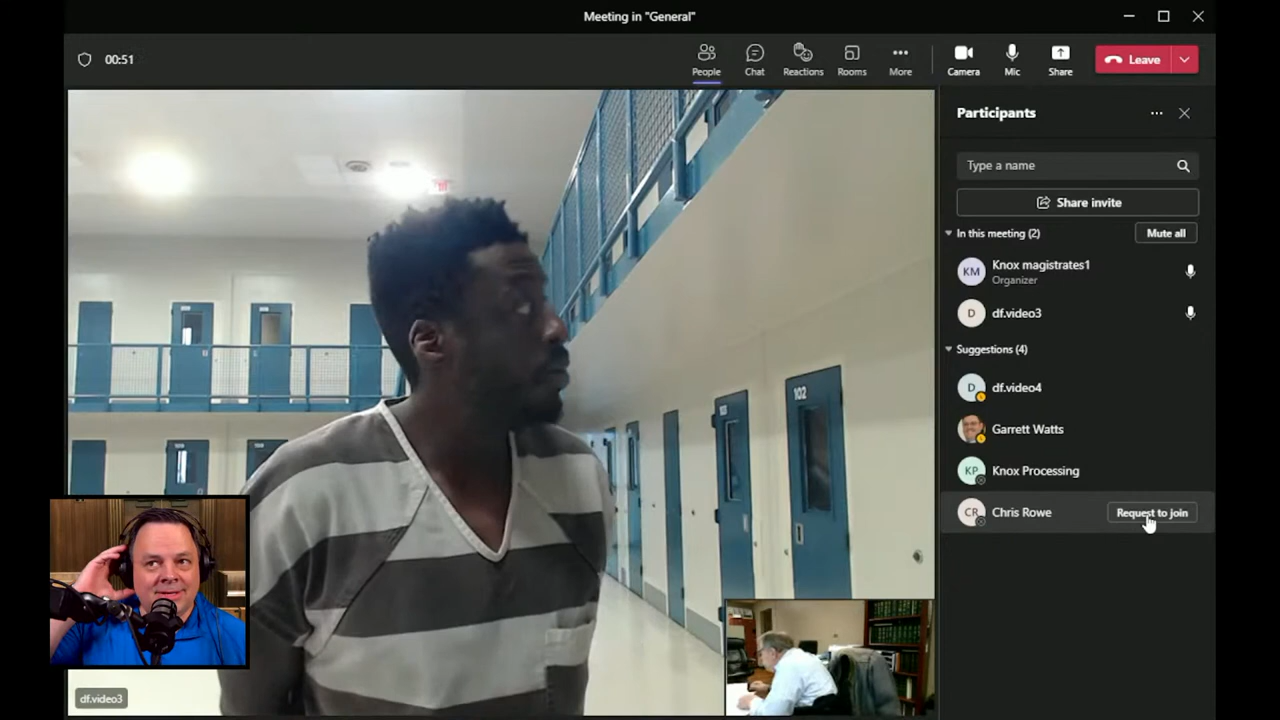 Meeting in "General"
00:51
People
Chat
Reactions
Rooms
More
Camera
Mic
Share
Leave
Participants
Type a name
Share invite
In this meeting (2)
Mute all
KM
Knox magistrates1
Organizer
D
df.video3
Suggestions (4)
D
df.video4
Garrett Watts
KP
Knox Processing
CR
Chris Rowe
Request to join
102
df.video3